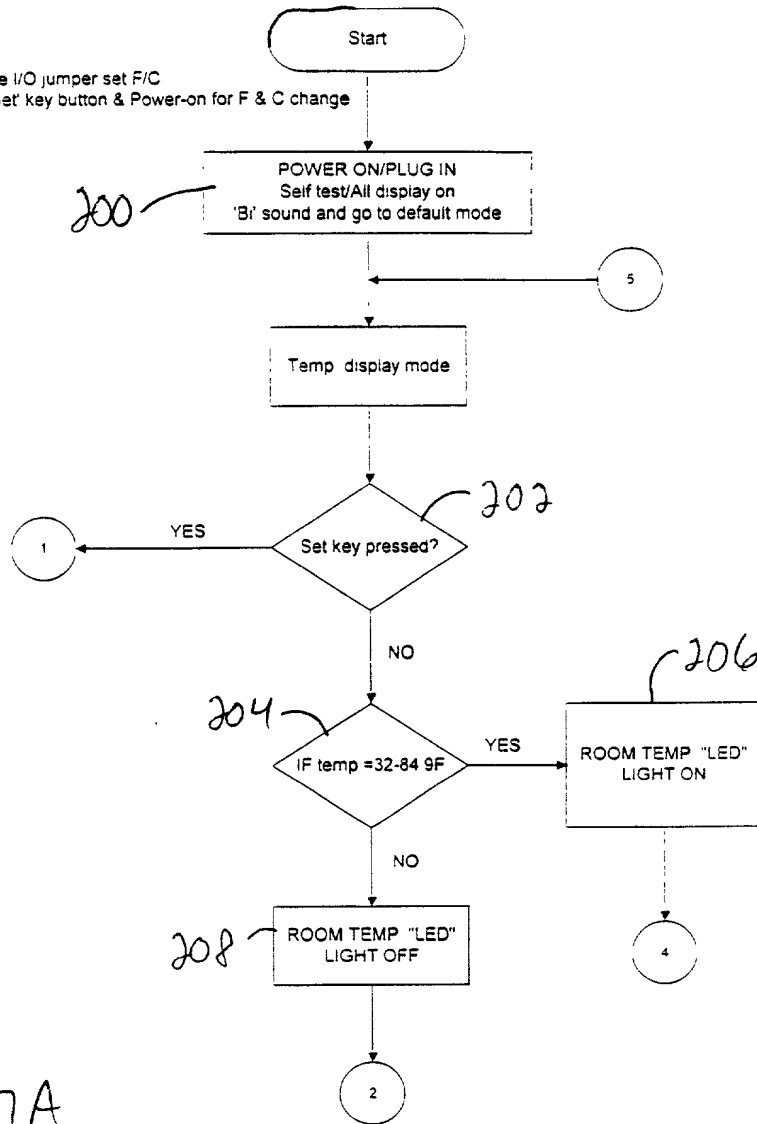 Start
I/O jumper set F/C
key button & Power-on for F & C change
POWER ON/PLUG IN
Self test/All display on
'Bi' sound and go to default mode
200
5
Temp display mode
202
Set key pressed?
YES
1
NO
204
206
IF temp =32-84 9F
YES
ROOM TEMP "LED"
LIGHT ON
NO
208
ROOM TEMP "LED"
LIGHT OFF
4
2
7A